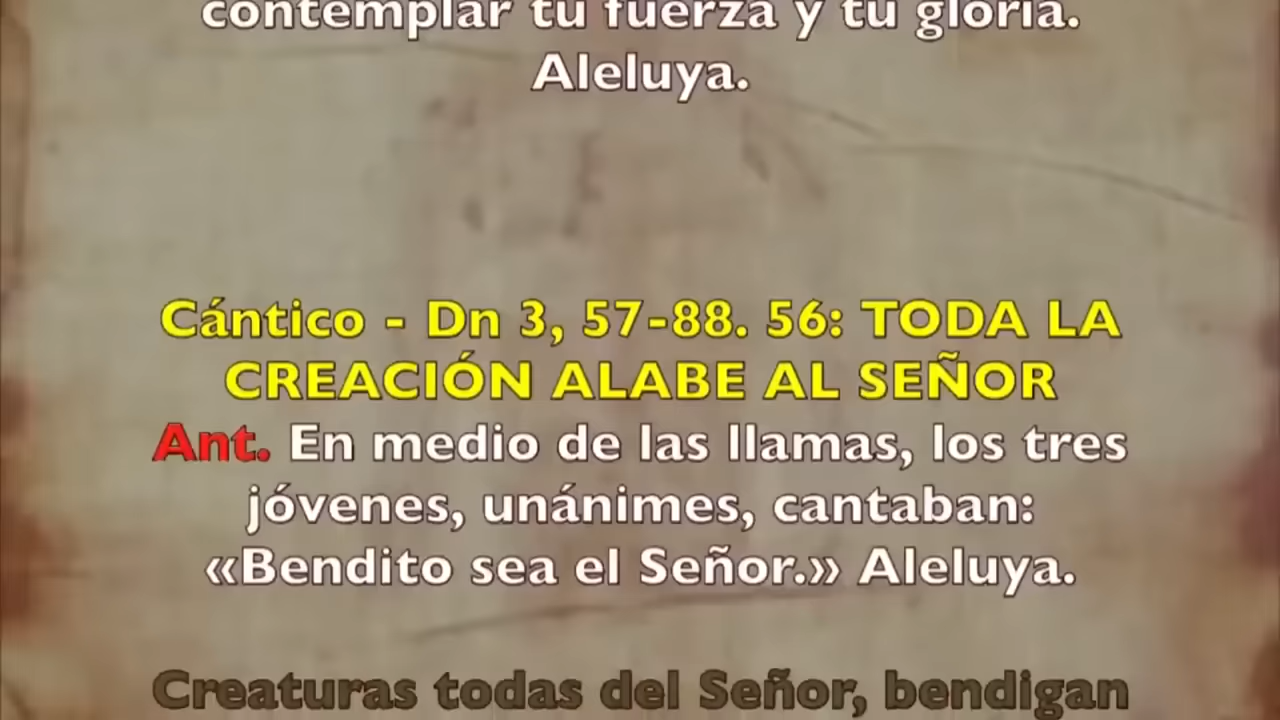 contemplar tu fuerza y tu gloria.
Aleluya.
Cántico - Dn 3, 57-88. 56: TODA LA
CREACIÓN ALABE AL SEÑOR
Ant. En medio de las llamas, los tres
jóvenes, unánimes, cantaban:
«Bendito sea el Señor.» Aleluya.
Creaturas todas del Señor, bendigan